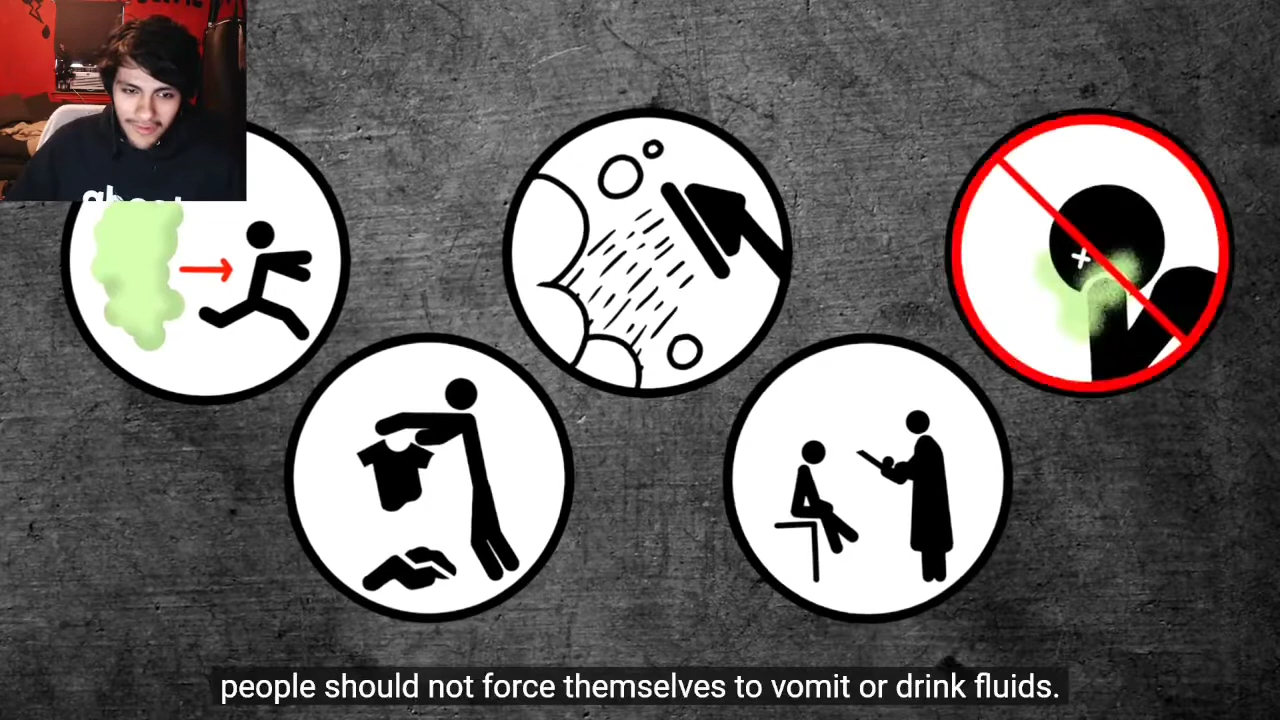 people should not force themselves to vomit or drink fluids.